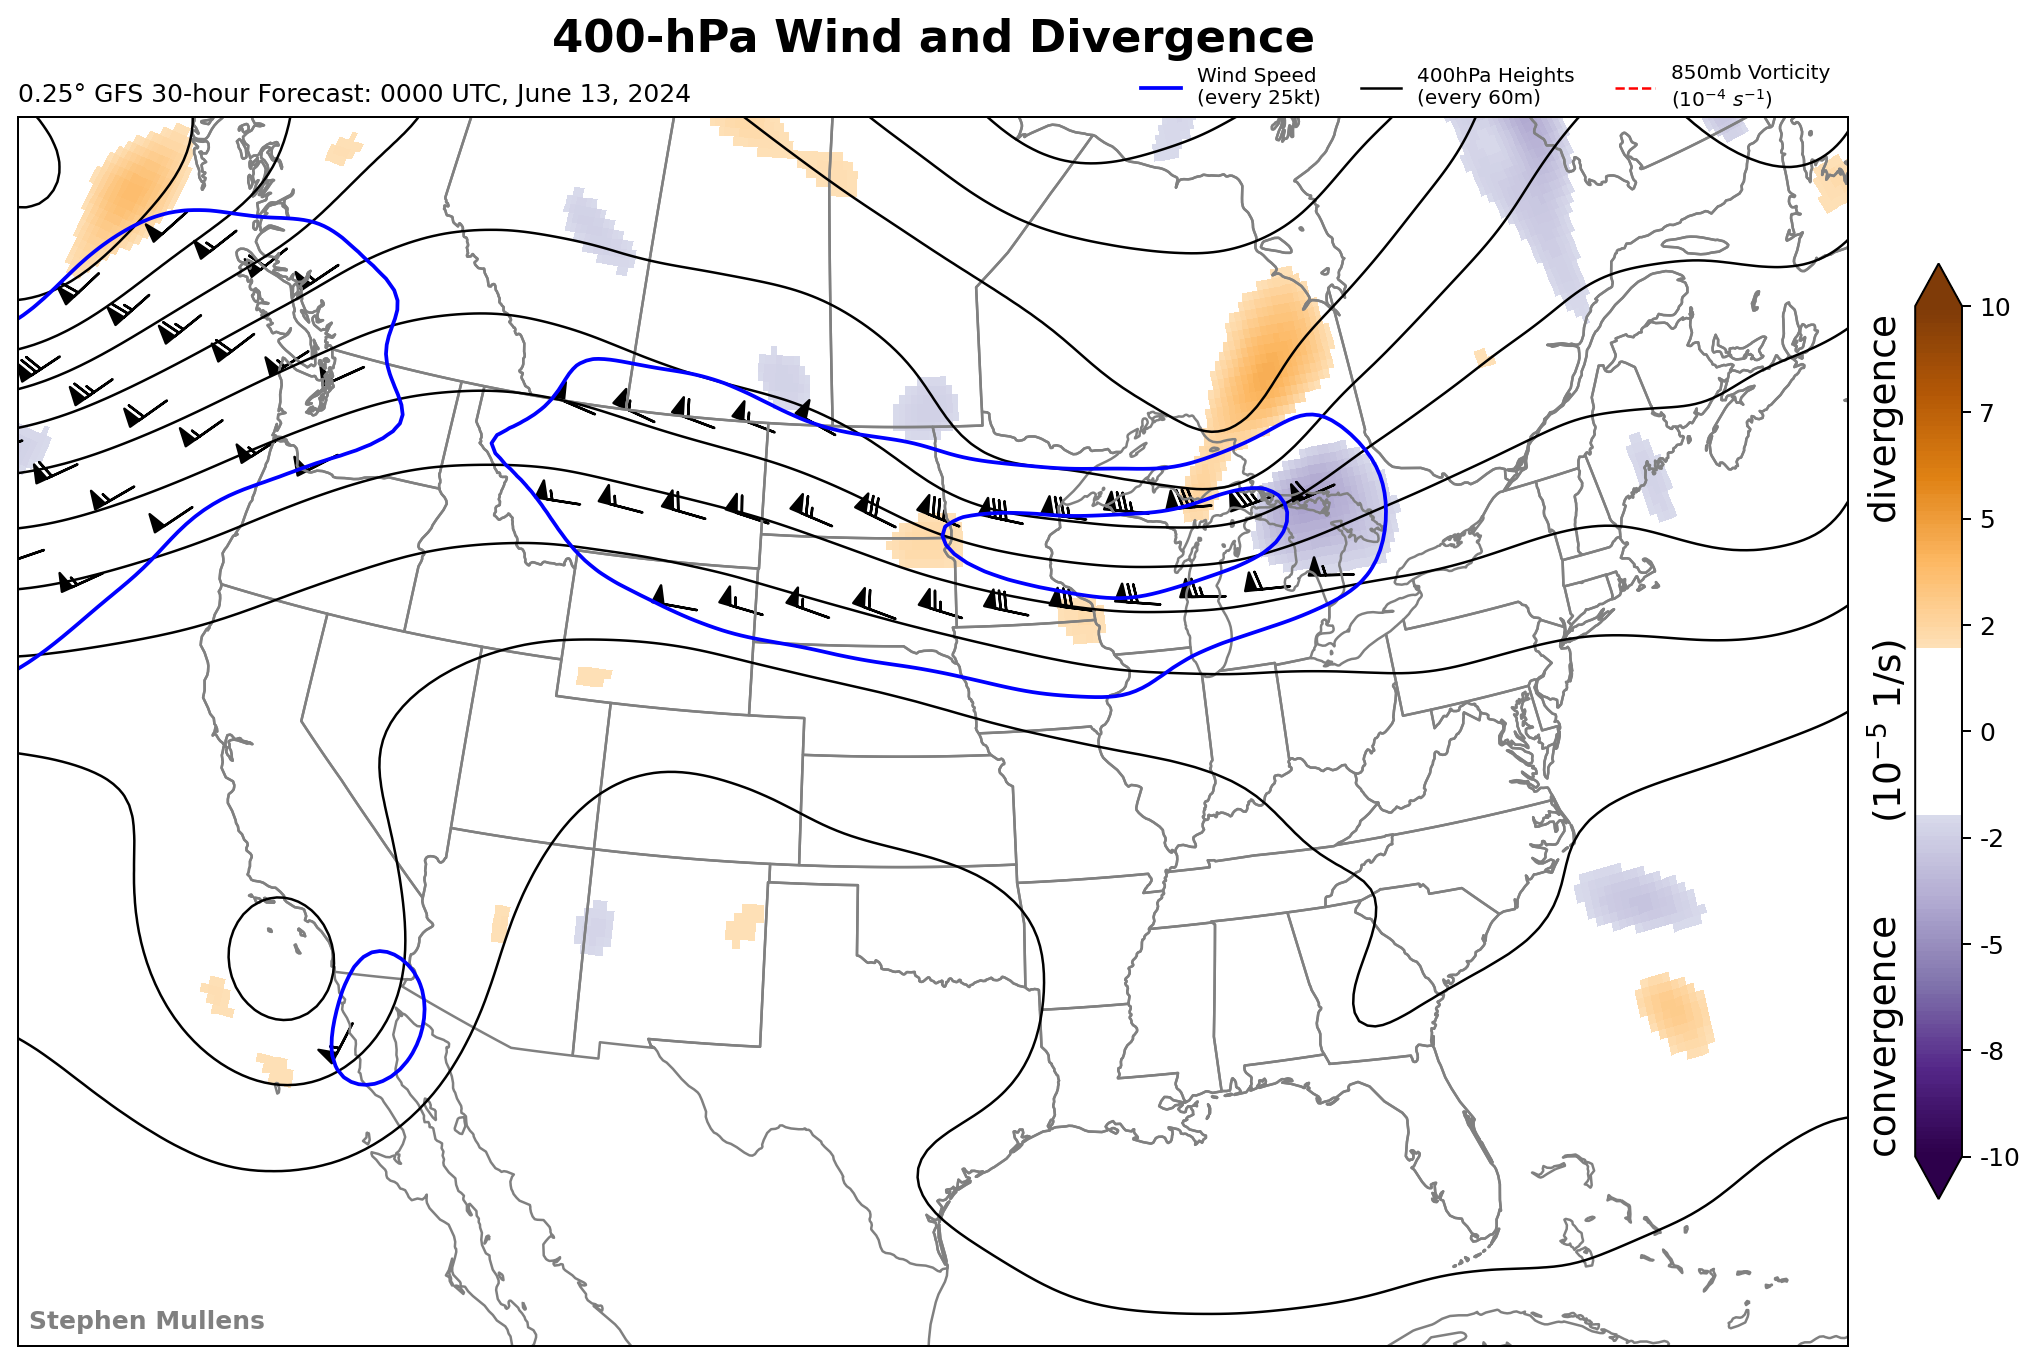 400-hPa Wind and Divergence
0.25° GFS 30-hour Forecast: 0000 UTC, June 13, 2024
Wind Speed
(every 25kt)
400hPa Heights
(every 60m)
850mb Vorticity
(10⁻⁴ s⁻¹)
10
7
5
2
0
-2
-5
-8
-10
convergence (10⁻⁵ 1/s) divergence
Stephen Mullens